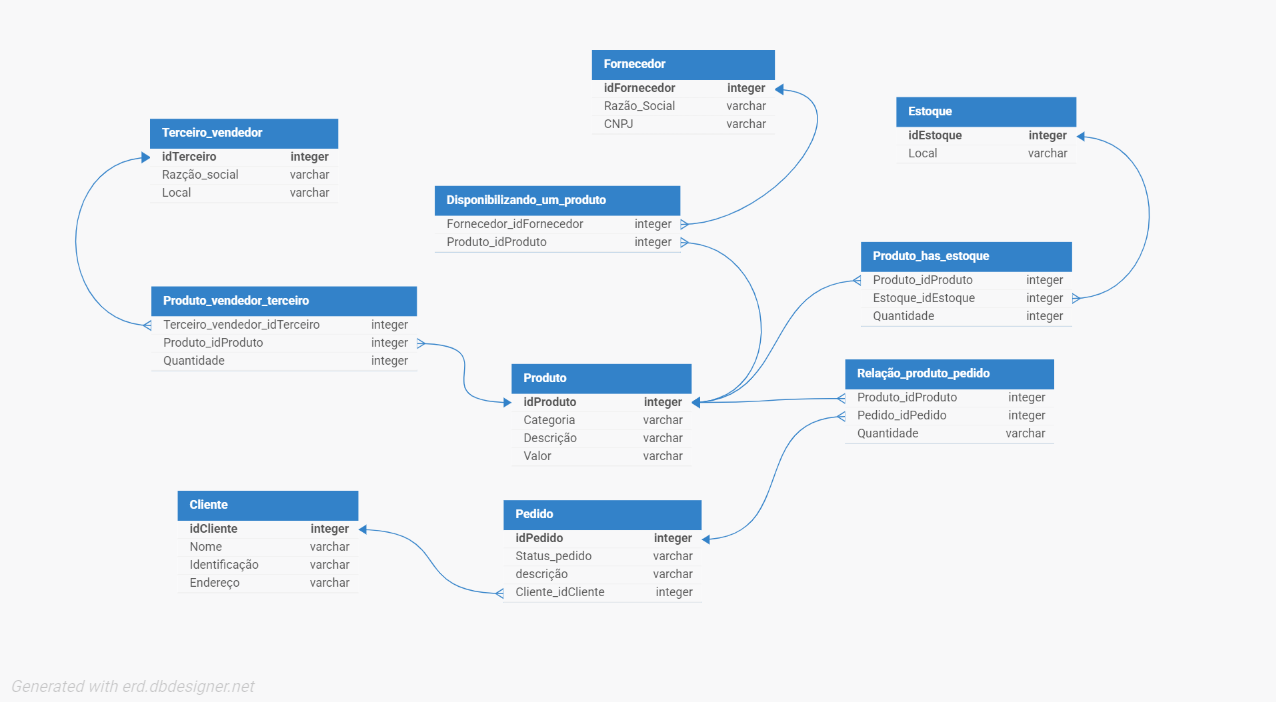 Fornecedor
idFornecedor integer
Razão_Social varchar
CNPJ varchar
Estoque
idEstoque integer
Local varchar
Terceiro_vendedor
idTerceiro integer
Razção_social varchar
Local varchar
Disponibilizando_um_produto
Fornecedor_idFornecedor integer
Produto_idProduto integer
Produto_has_estoque
Produto_idProduto integer
Estoque_idEstoque integer
Quantidade integer
Produto_vendedor_terceiro
Terceiro_vendedor_idTerceiro integer
Produto_idProduto integer
Quantidade integer
Produto
idProduto integer
Categoria varchar
Descrição varchar
Valor varchar
Relação_produto_pedido
Produto_idProduto integer
Pedido_idPedido integer
Quantidade varchar
Cliente
idCliente integer
Nome varchar
Identificação varchar
Endereço varchar
Pedido
idPedido integer
Status_pedido varchar
descrição varchar
Cliente_idCliente integer
Generated with erd.dbdesigner.net